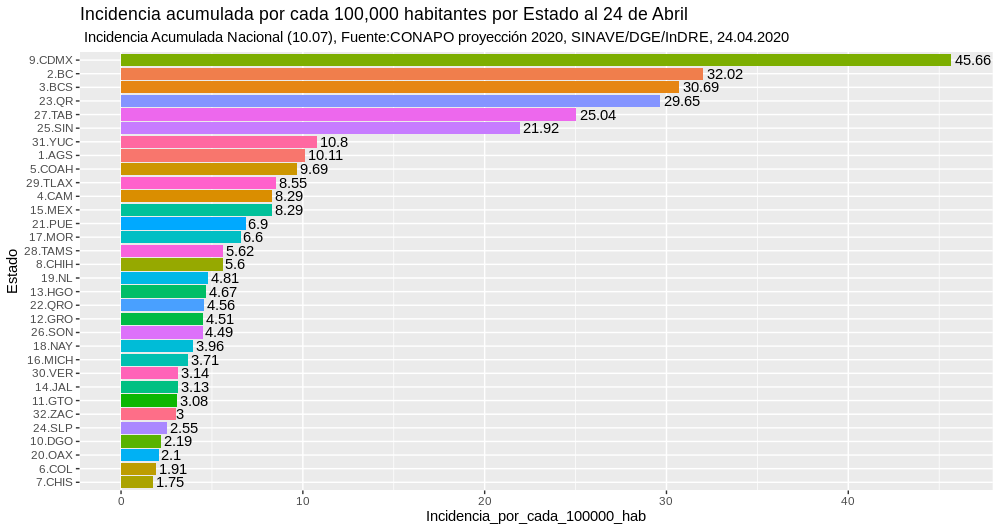 Incidencia acumulada por cada 100,000 habitantes por Estado al 24 de Abril
Incidencia Acumulada Nacional (10.07), Fuente:CONAPO proyección 2020, SINAVE/DGE/InDRE, 24.04.2020
Estado
9.CDMX 45.66
2.BC 32.02
3.BCS 30.69
23.QR 29.65
27.TAB 25.04
25.SIN 21.92
31.YUC 10.8
1.AGS 10.11
5.COAH 9.69
29.TLAX 8.55
4.CAM 8.29
15.MEX 8.29
21.PUE 6.9
17.MOR 6.6
28.TAMS 5.62
8.CHIH 5.6
19.NL 4.81
13.HGO 4.67
22.QRO 4.56
12.GRO 4.51
26.SON 4.49
18.NAY 3.96
16.MICH 3.71
30.VER 3.14
14.JAL 3.13
11.GTO 3.08
32.ZAC 3
24.SLP 2.55
10.DGO 2.19
20.OAX 2.1
6.COL 1.91
7.CHIS 1.75
0 10 20 30 40
Incidencia_por_cada_100000_hab